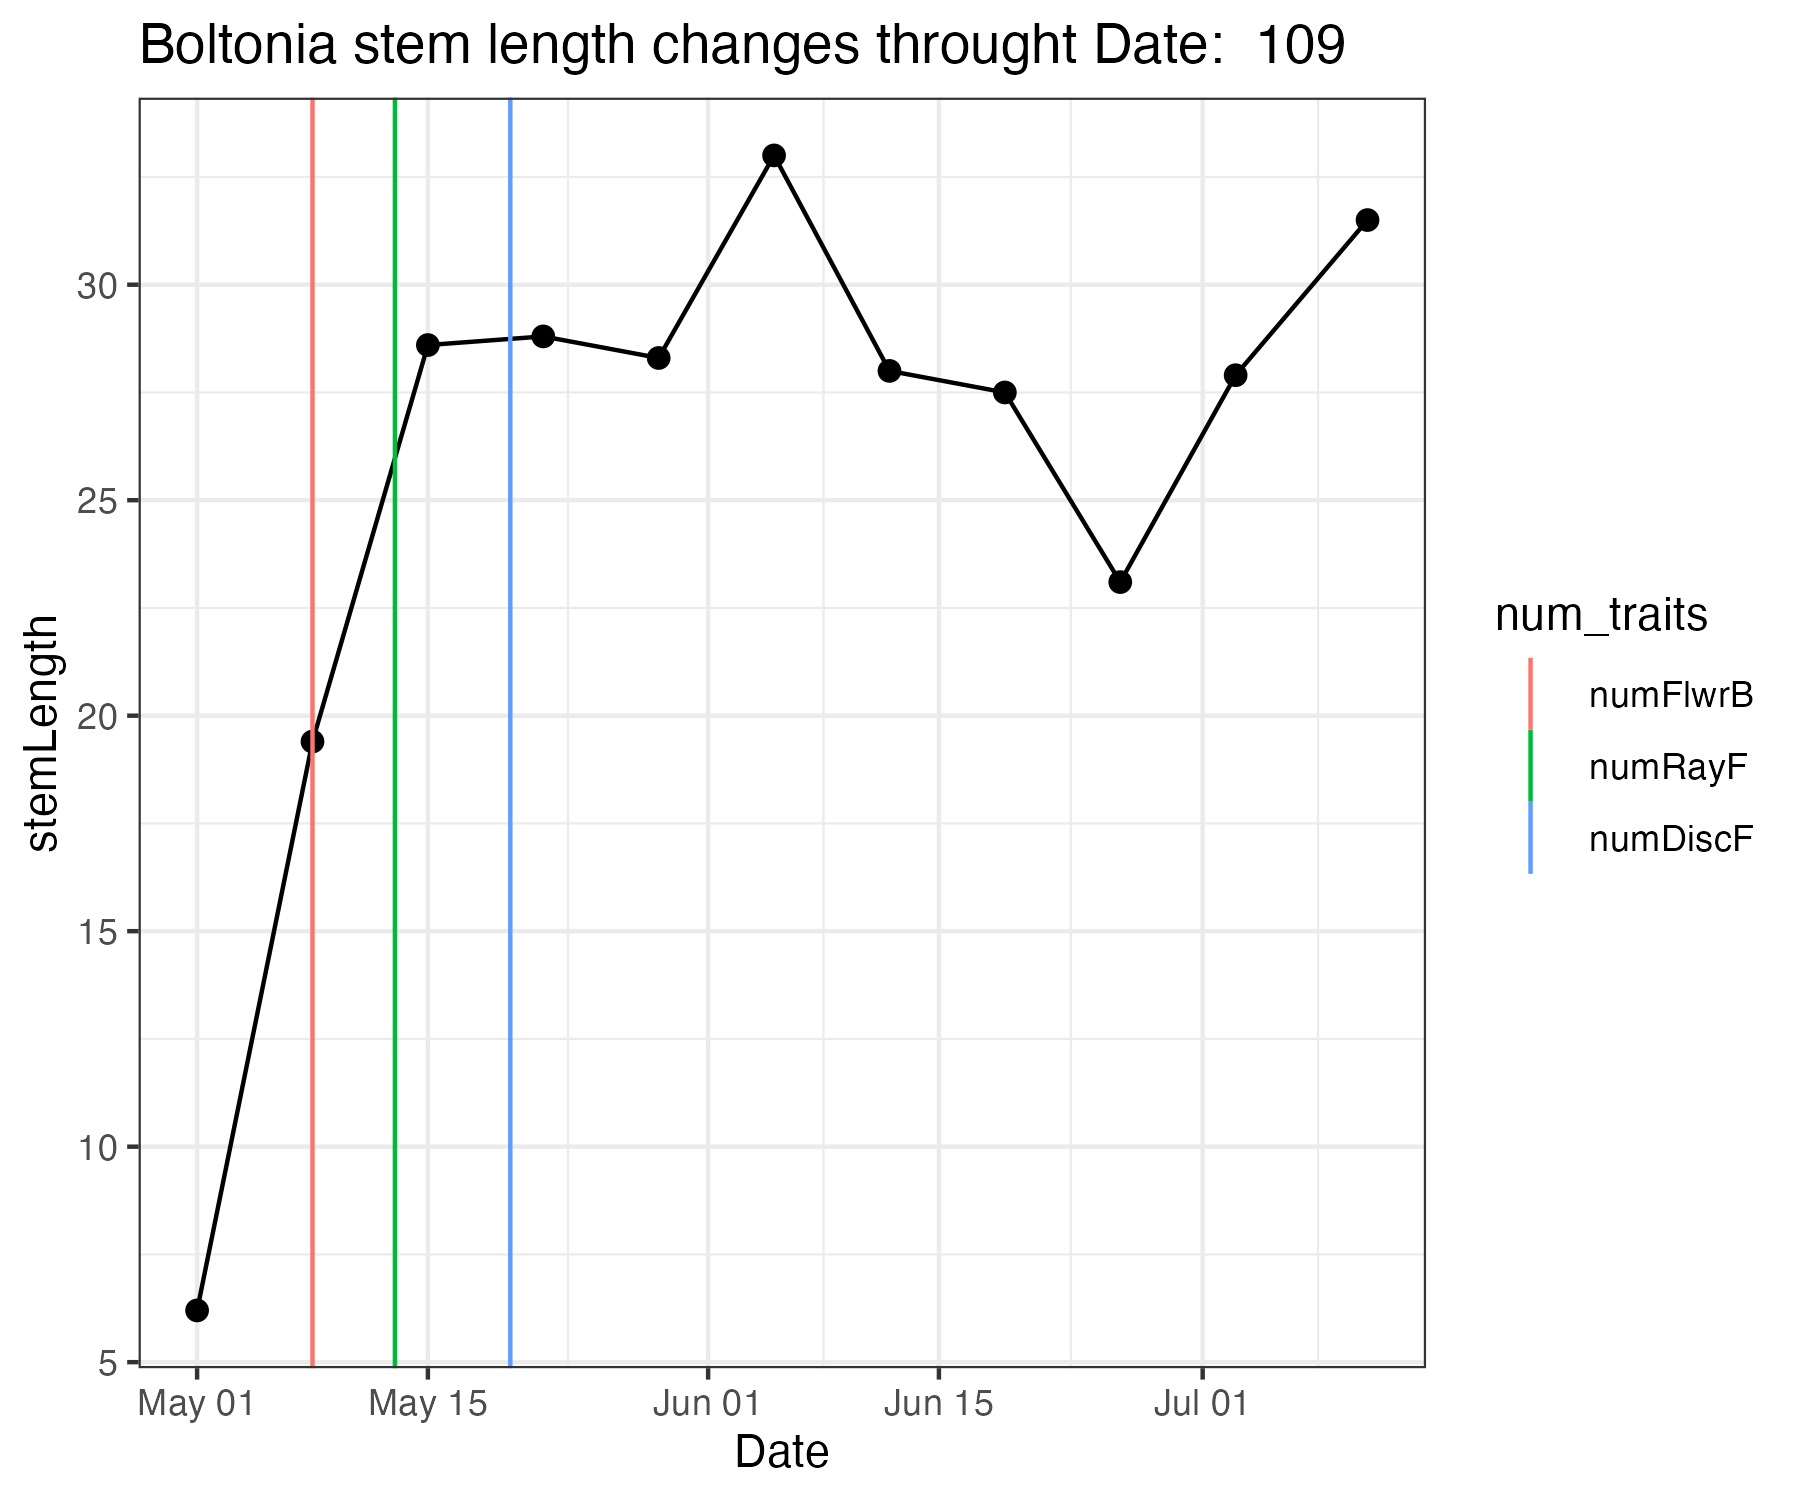 Boltonia stem length changes throught Date:  109
stemLength
30
25
20
15
10
5
May 01
May 15
Jun 01
Jun 15
Jul 01
Date
num_traits
numFlwrB
numRayF
numDiscF